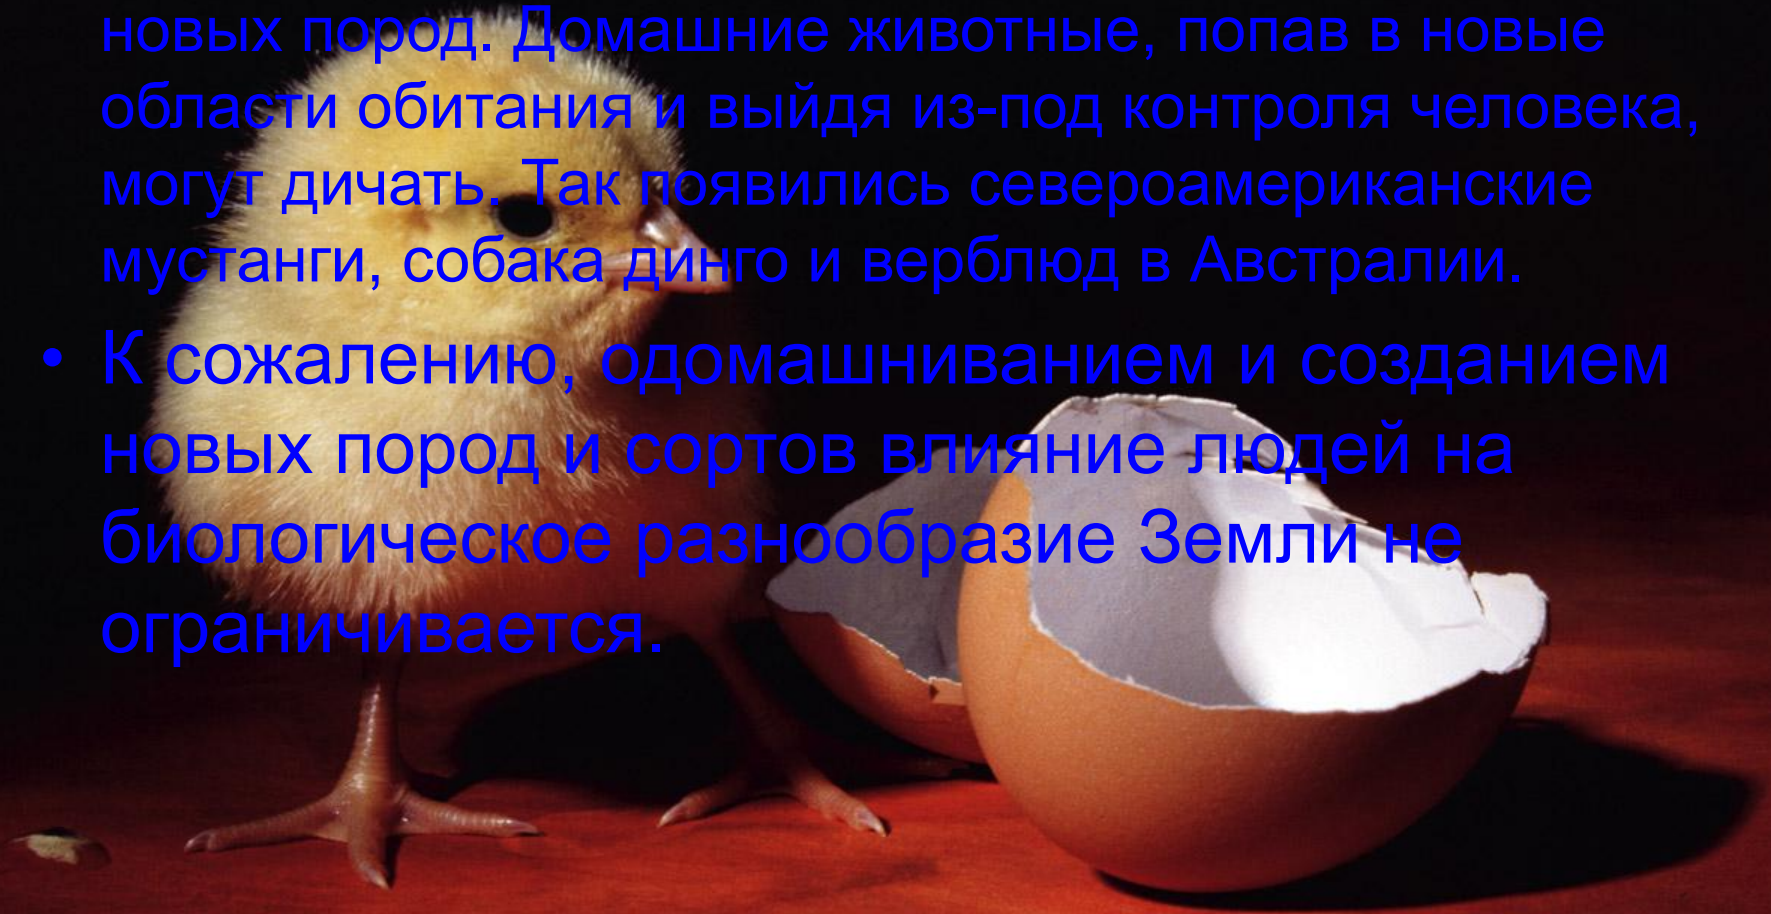 новых пород. Домашние животные, попав в новые
области обитания и выйдя из-под контроля человека,
могут дичать. Так появились североамериканские
мустанги, собака динго и верблюд в Австралии.
• К сожалению, одомашниванием и созданием
новых пород и сортов влияние людей на
биологическое разнообразие Земли не
ограничивается.